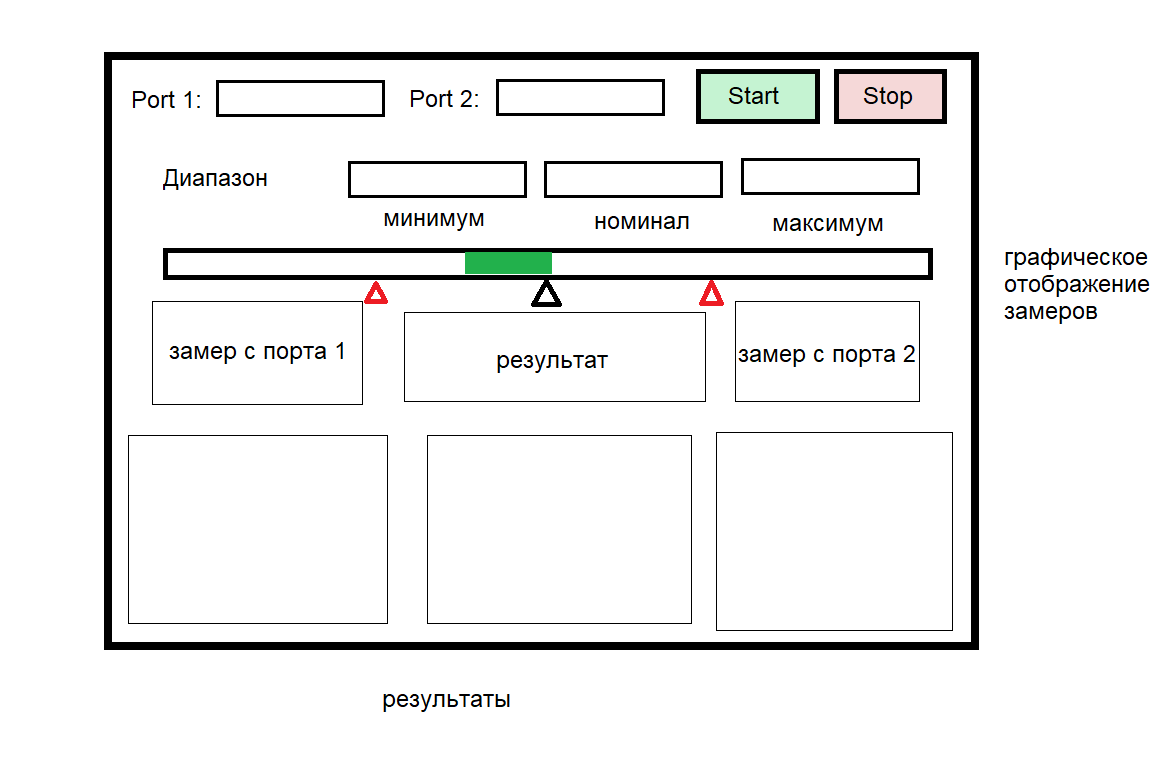 Port 1:
Port 2:
Start
Stop
Диапазон
минимум
номинал
максимум
графическое
отображение
замеров
замер с порта 1
результат
замер с порта 2
результаты